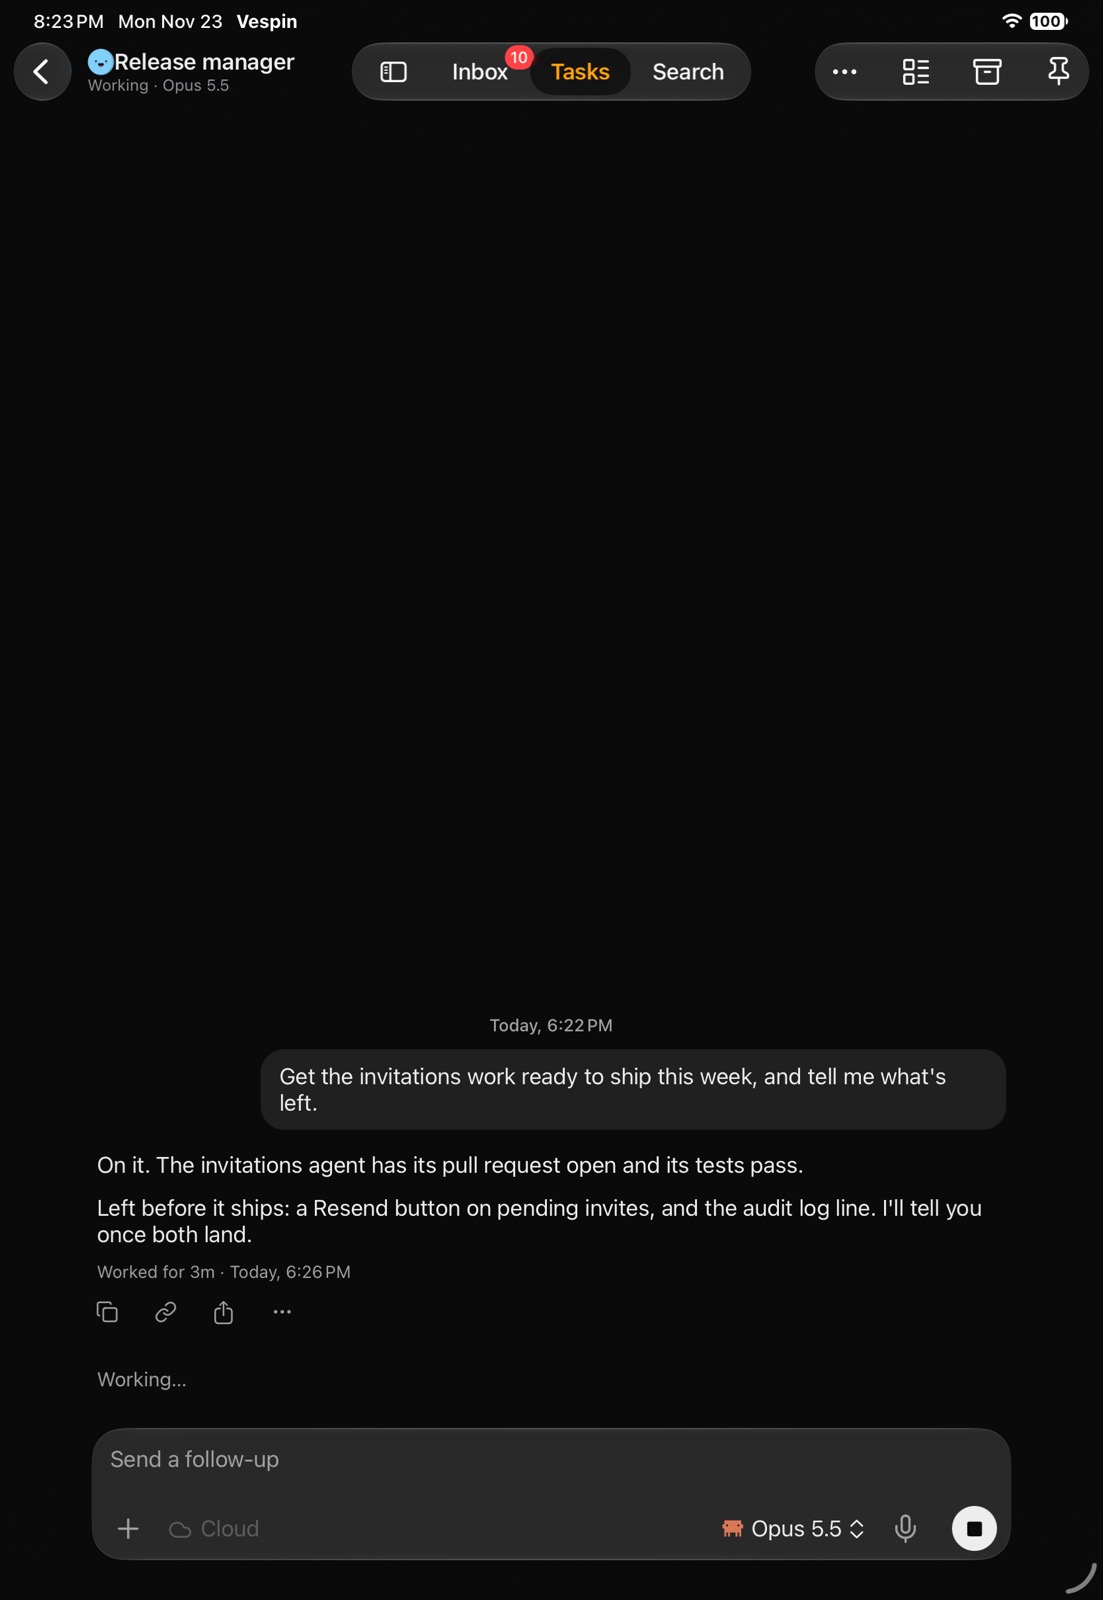 8:23 PM Mon Nov 23 Vespin
100
Release manager
Working · Opus 5.5
Inbox
10
Tasks
Search
Today, 6:22 PM
Get the invitations work ready to ship this week, and tell me what's
left.
On it. The invitations agent has its pull request open and its tests pass.
Left before it ships: a Resend button on pending invites, and the audit log line. I'll tell you
once both land.
Worked for 3m · Today, 6:26 PM
Working...
Send a follow-up
Cloud
Opus 5.5